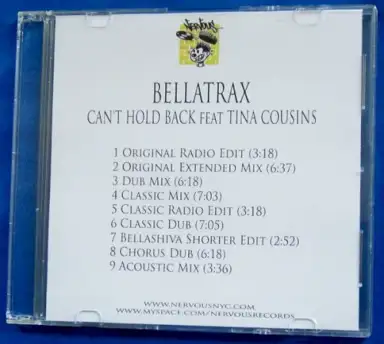 NERVOUS
BELLATRAX
CAN'T HOLD BACK FEAT TINA COUSINS
1 ORIGINAL RADIO EDIT (3:18)
2 ORIGINAL EXTENDED MIX (6:37)
3 DUB MIX (6:18)
4 CLASSIC MIX (7:03)
5 CLASSIC RADIO EDIT (3:18)
6 CLASSIC DUB (7:05)
7 BELLASHIVA SHORTER EDIT (2:52)
8 CHORUS DUB (6:18)
9 ACOUSTIC MIX (3:36)
WWW.NERVOUSNYC.COM
WWW.MYSPACE.COM/NERVOUSRECORDS